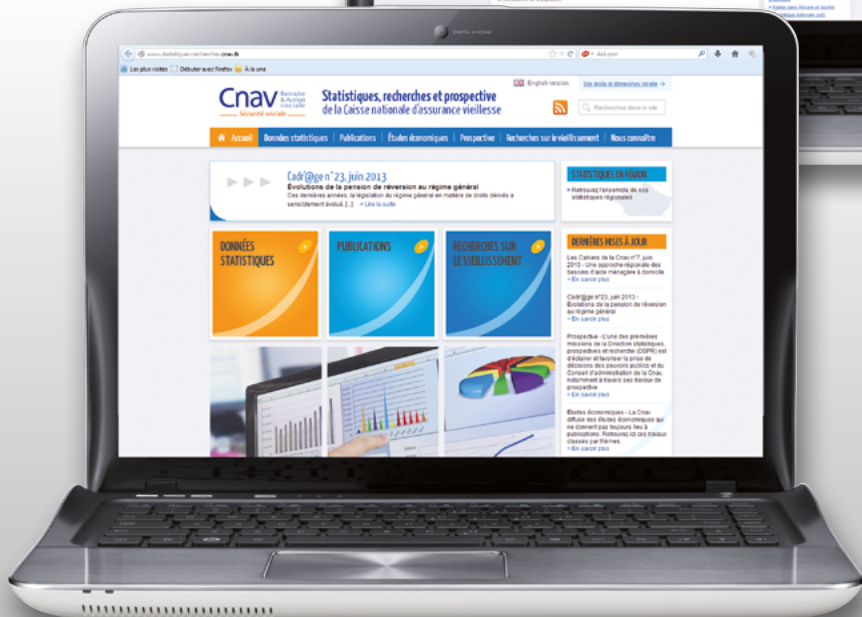 DIGITAL WEBCAM
www.statistiques-recherches.cnav.fr
Ask.com
Les plus visités Débuter avec Firefox À la une
English version
Site droits et démarches retraite →
Cnav Retraite
& Action
sociale
Sécurité sociale
Statistiques, recherches et prospective
de la Caisse nationale d'assurance vieillesse
Recherches dans le site
Accueil Données statistiques Publications Études économiques Prospective Recherches sur le vieillissement Nous connaître
Cadr'@ge n°23, juin 2013
Évolutions de la pension de réversion au régime général
Ces dernières années, la législation du régime général en matière de droits dérivés a
sensiblement évolué. [...] > Lire la suite
DONNÉES
STATISTIQUES
PUBLICATIONS
RECHERCHES SUR
LE VIEILLISSEMENT
STATISTIQUES EN RÉGION
Retrouvez l'ensemble de nos
statistiques régionales
DERNIÈRES MISES À JOUR
Les Cahiers de la Cnav n°7, juin
2013 - Une approche régionale des
besoins d'aide ménagère à domicile
> En savoir plus
Cadr'@ge n°23, juin 2013 -
Évolutions de la pension de réversion
au régime général
> En savoir plus
Prospective - L'une des premières
missions de la Direction statistiques,
prospectives et recherche (DSPR) est
d'éclairer et favoriser la prise de
décisions des pouvoirs publics et du
Conseil d'administration de la Cnav,
notamment à travers ses travaux de
prospective.
> En savoir plus
Études économiques - La Cnav
diffuse des études économiques qui
ne donnent pas toujours lieu à
publications. Retrouvez ici ces travaux
classés par thèmes.
> En savoir plus